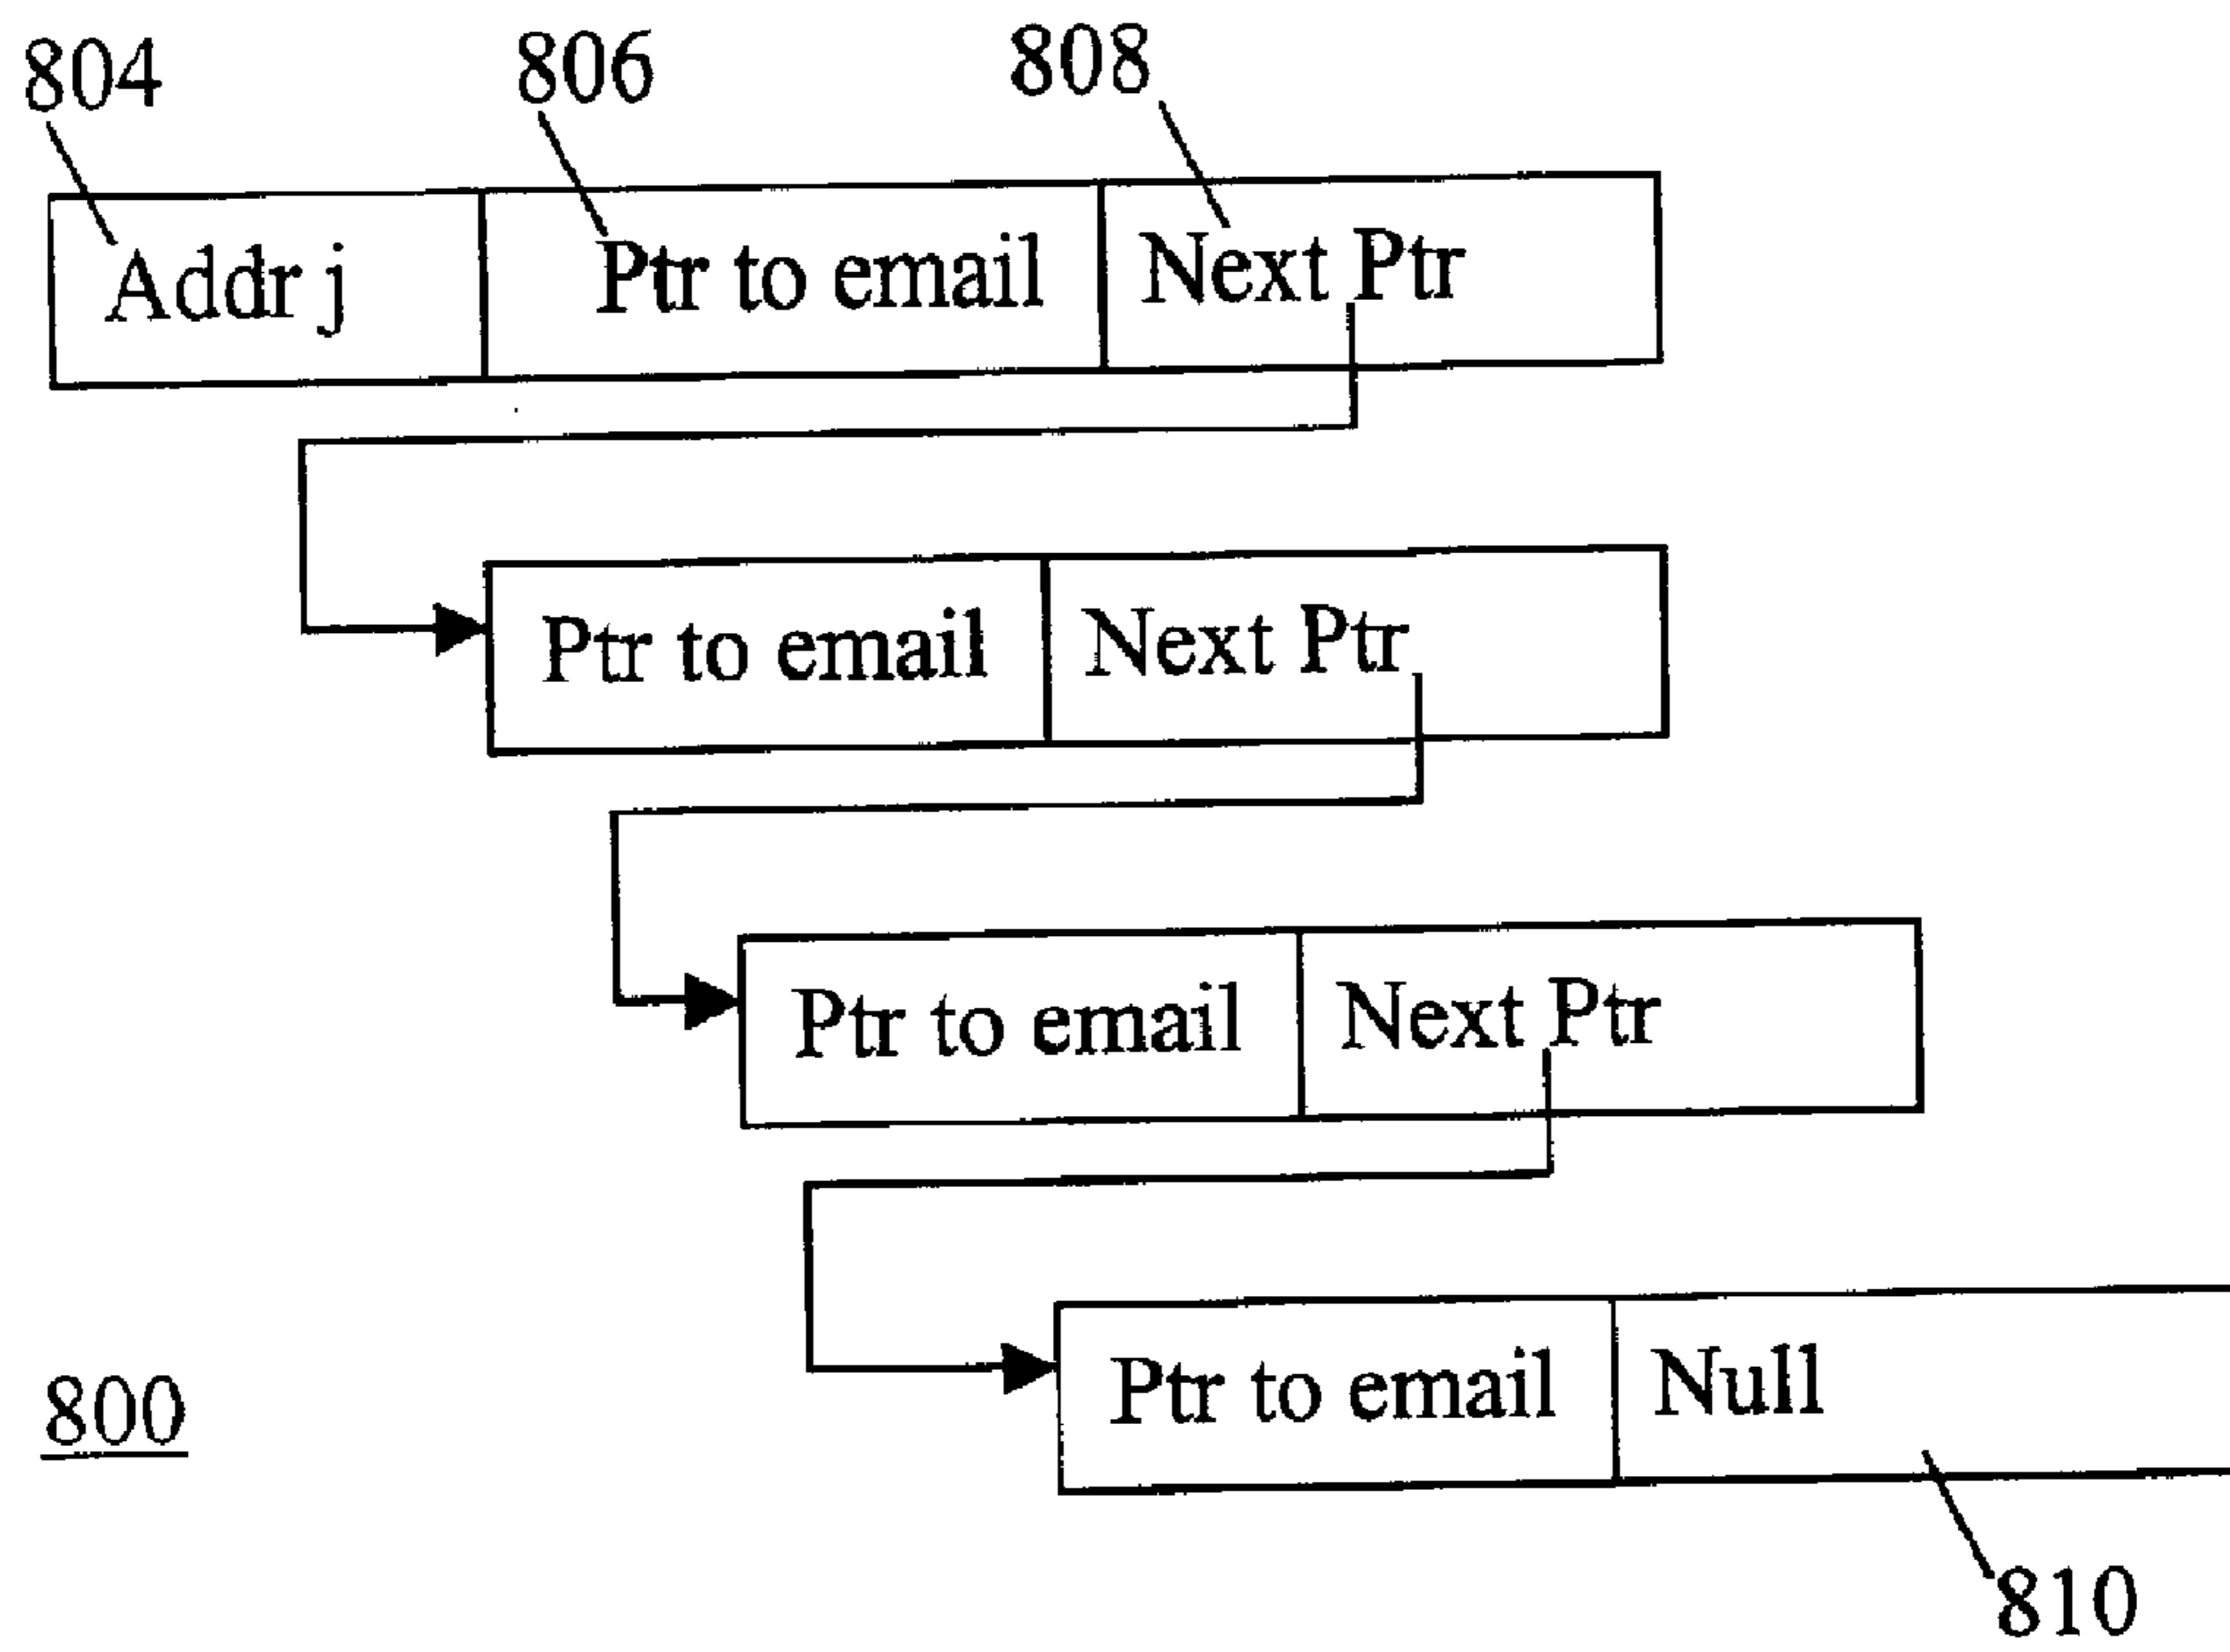 804 806 808
Addr j Ptr to email Next Ptr
Ptr to email Next Ptr
Ptr to email Next Ptr
Ptr to email Null
800
810